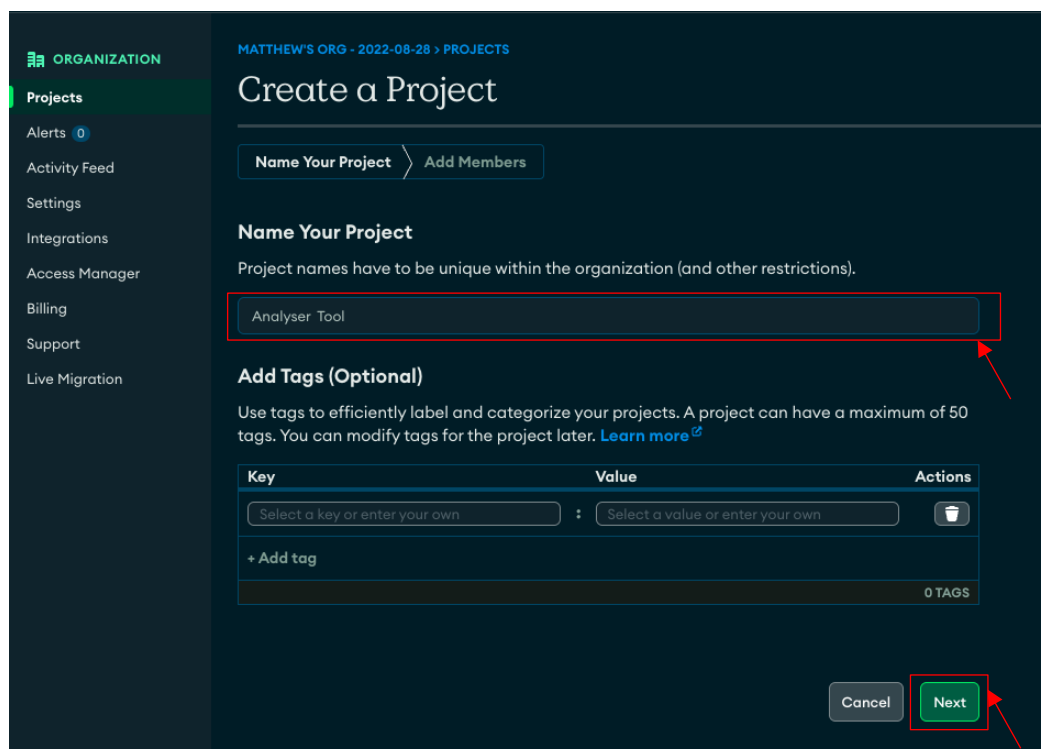 ORGANIZATION
Projects
Alerts 0
Activity Feed
Settings
Integrations
Access Manager
Billing
Support
Live Migration
MATTHEW'S ORG - 2022-08-28 > PROJECTS
Create a Project
Name Your Project
Add Members
Name Your Project
Project names have to be unique within the organization (and other restrictions).
Analyser Tool
Add Tags (Optional)
Use tags to efficiently label and categorize your projects. A project can have a maximum of 50
tags. You can modify tags for the project later. Learn more
Key Value Actions
Select a key or enter your own : Select a value or enter your own
+ Add tag
0 TAGS
Cancel Next